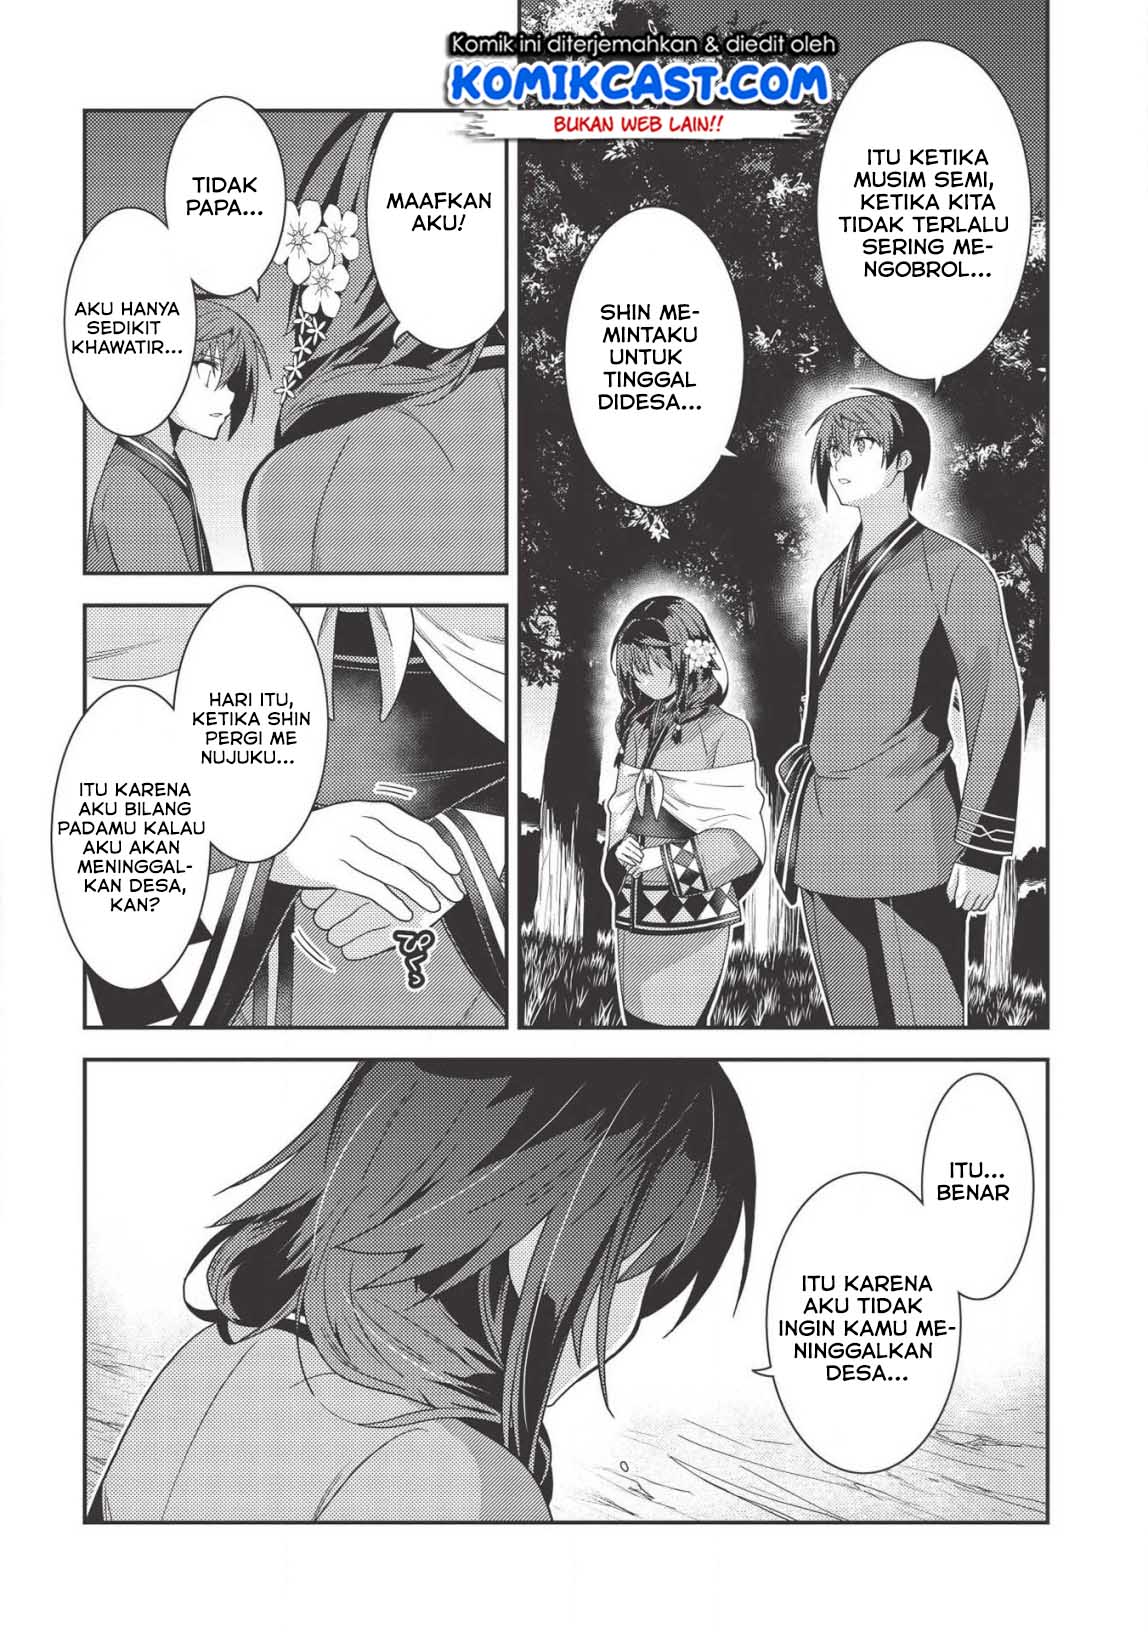 Komik ini diterjemahkan & diedit oleh
KOMIKCAST.COM
BUKAN WEB LAIN!!
ITU KETIKA
MUSIM SEMI,
KETIKA KITA
TIDAK TERLALU
SERING ME-
NGOBROL...
SHIN ME-
MINTAKU
UNTUK
TINGGAL
DIDESA...
MAAFKAN
AKU!
TIDAK
PAPA...
AKU HANYA
SEDIKIT
KHAWATIR...
HARI ITU,
KETIKA SHIN
PERGI ME
NUJUKU...
ITU KARENA
AKU BILANG
PADAMU KALAU
AKU AKAN
MENINGGAL-
KAN DESA,
KAN?
ITU...
BENAR
ITU KARENA
AKU TIDAK
INGIN KAMU ME-
NINGGALKAN
DESA...